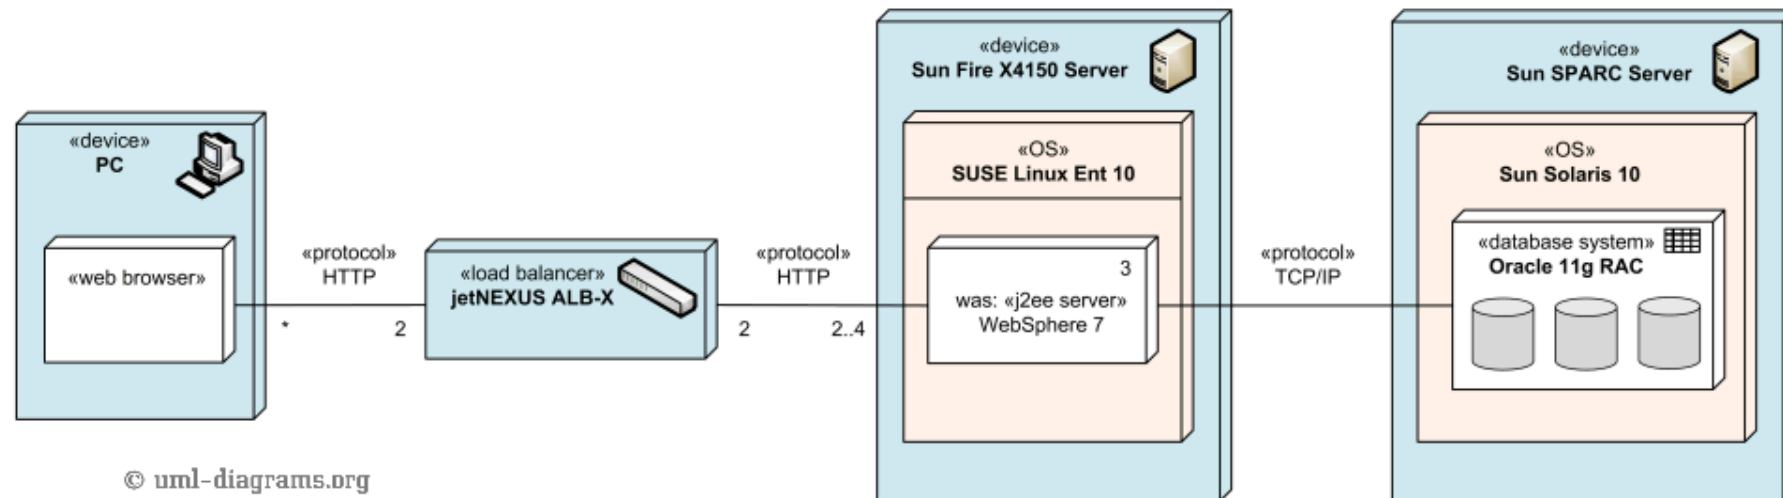 «device»
PC
«web browser»
«protocol»
HTTP
*
2
«load balancer»
jetNEXUS ALB-X
«protocol»
HTTP
2
2..4
«device»
Sun Fire X4150 Server
«OS»
SUSE Linux Ent 10
3
was: «j2ee server»
WebSphere 7
«protocol»
TCP/IP
«device»
Sun SPARC Server
«OS»
Sun Solaris 10
«database system»
Oracle 11g RAC
© uml-diagrams.org